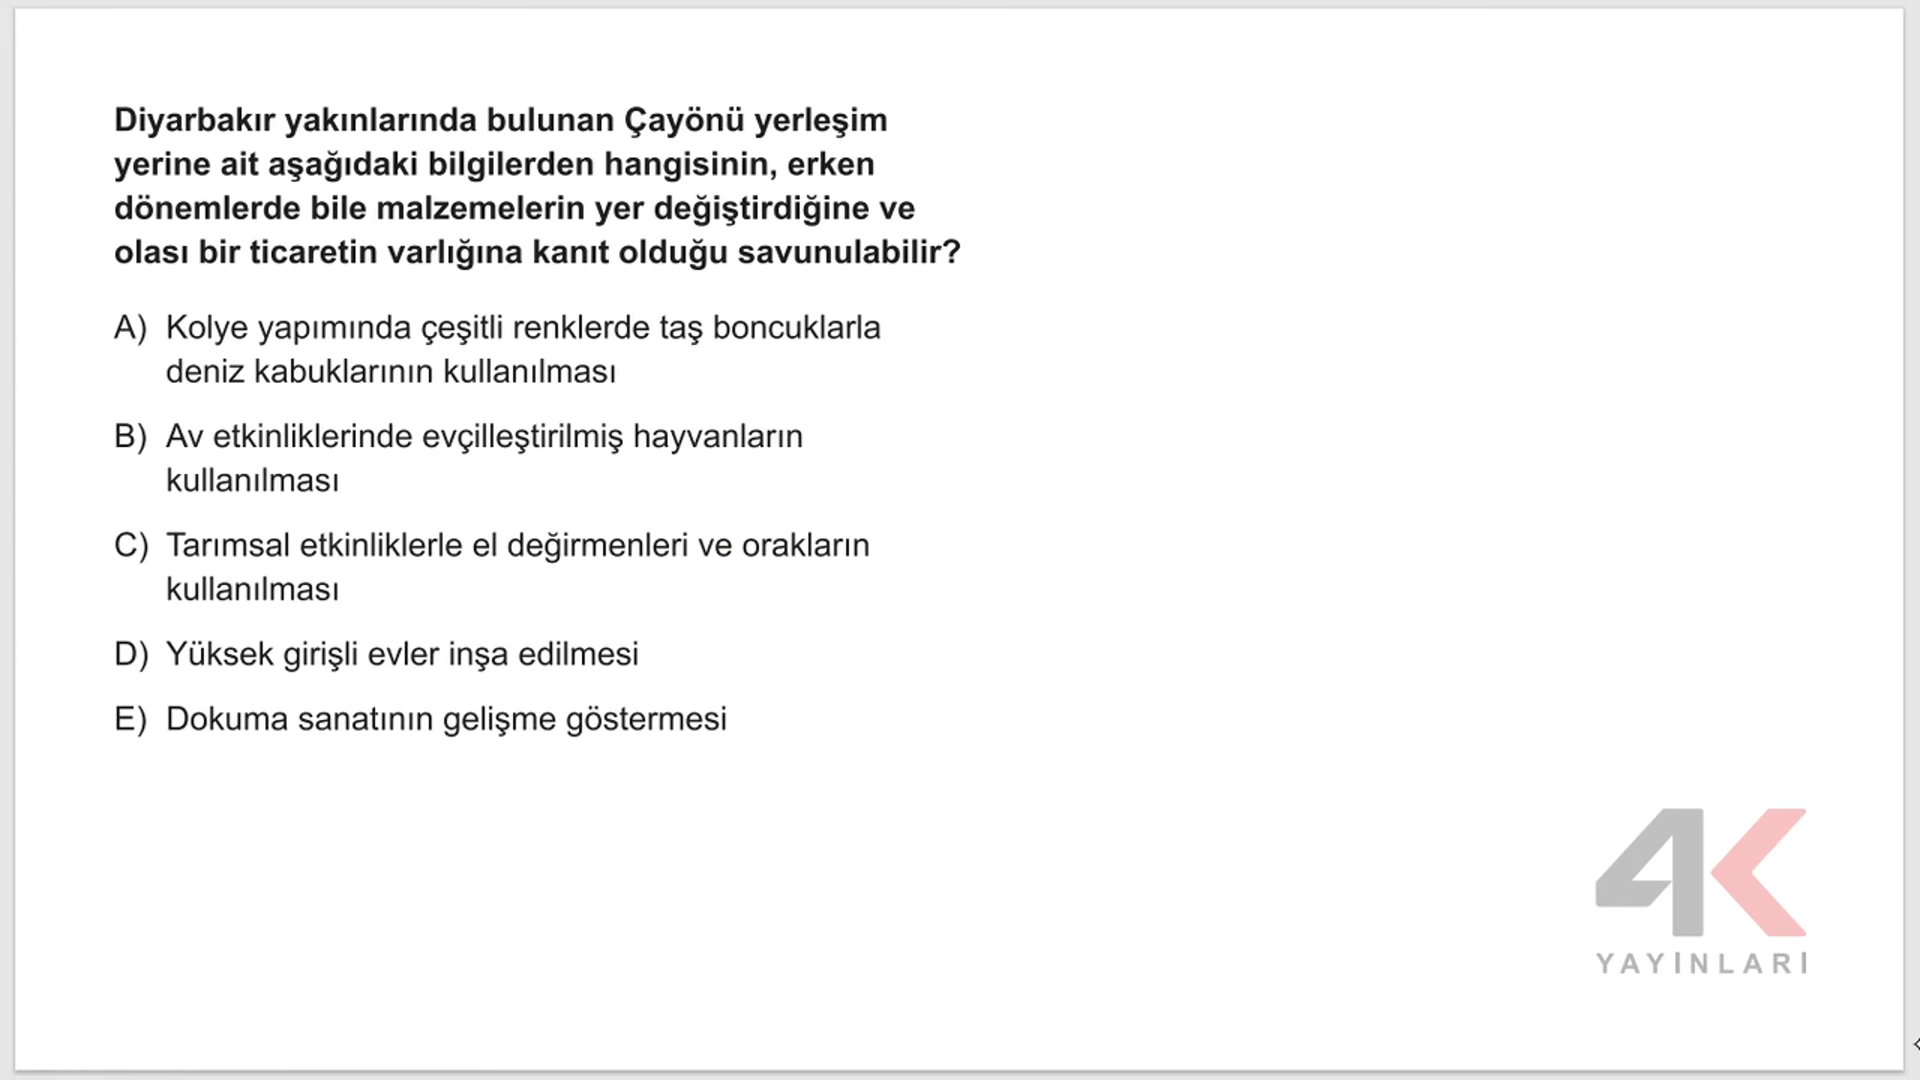 Diyarbakır yakınlarında bulunan Çayönü yerleşim
yerine ait aşağıdaki bilgilerden hangisinin, erken
dönemlerde bile malzemelerin yer değiştirdiğine ve
olası bir ticaretin varlığına kanıt olduğu savunulabilir?
A) Kolye yapımında çeşitli renklerde taş boncuklarla
deniz kabuklarının kullanılması
B) Av etkinliklerinde evçilleştirilmiş hayvanların
kullanılması
C) Tarımsal etkinliklerle el değirmenleri ve orakların
kullanılması
D) Yüksek girişli evler inşa edilmesi
E) Dokuma sanatının gelişme göstermesi
4K
YAYINLARI